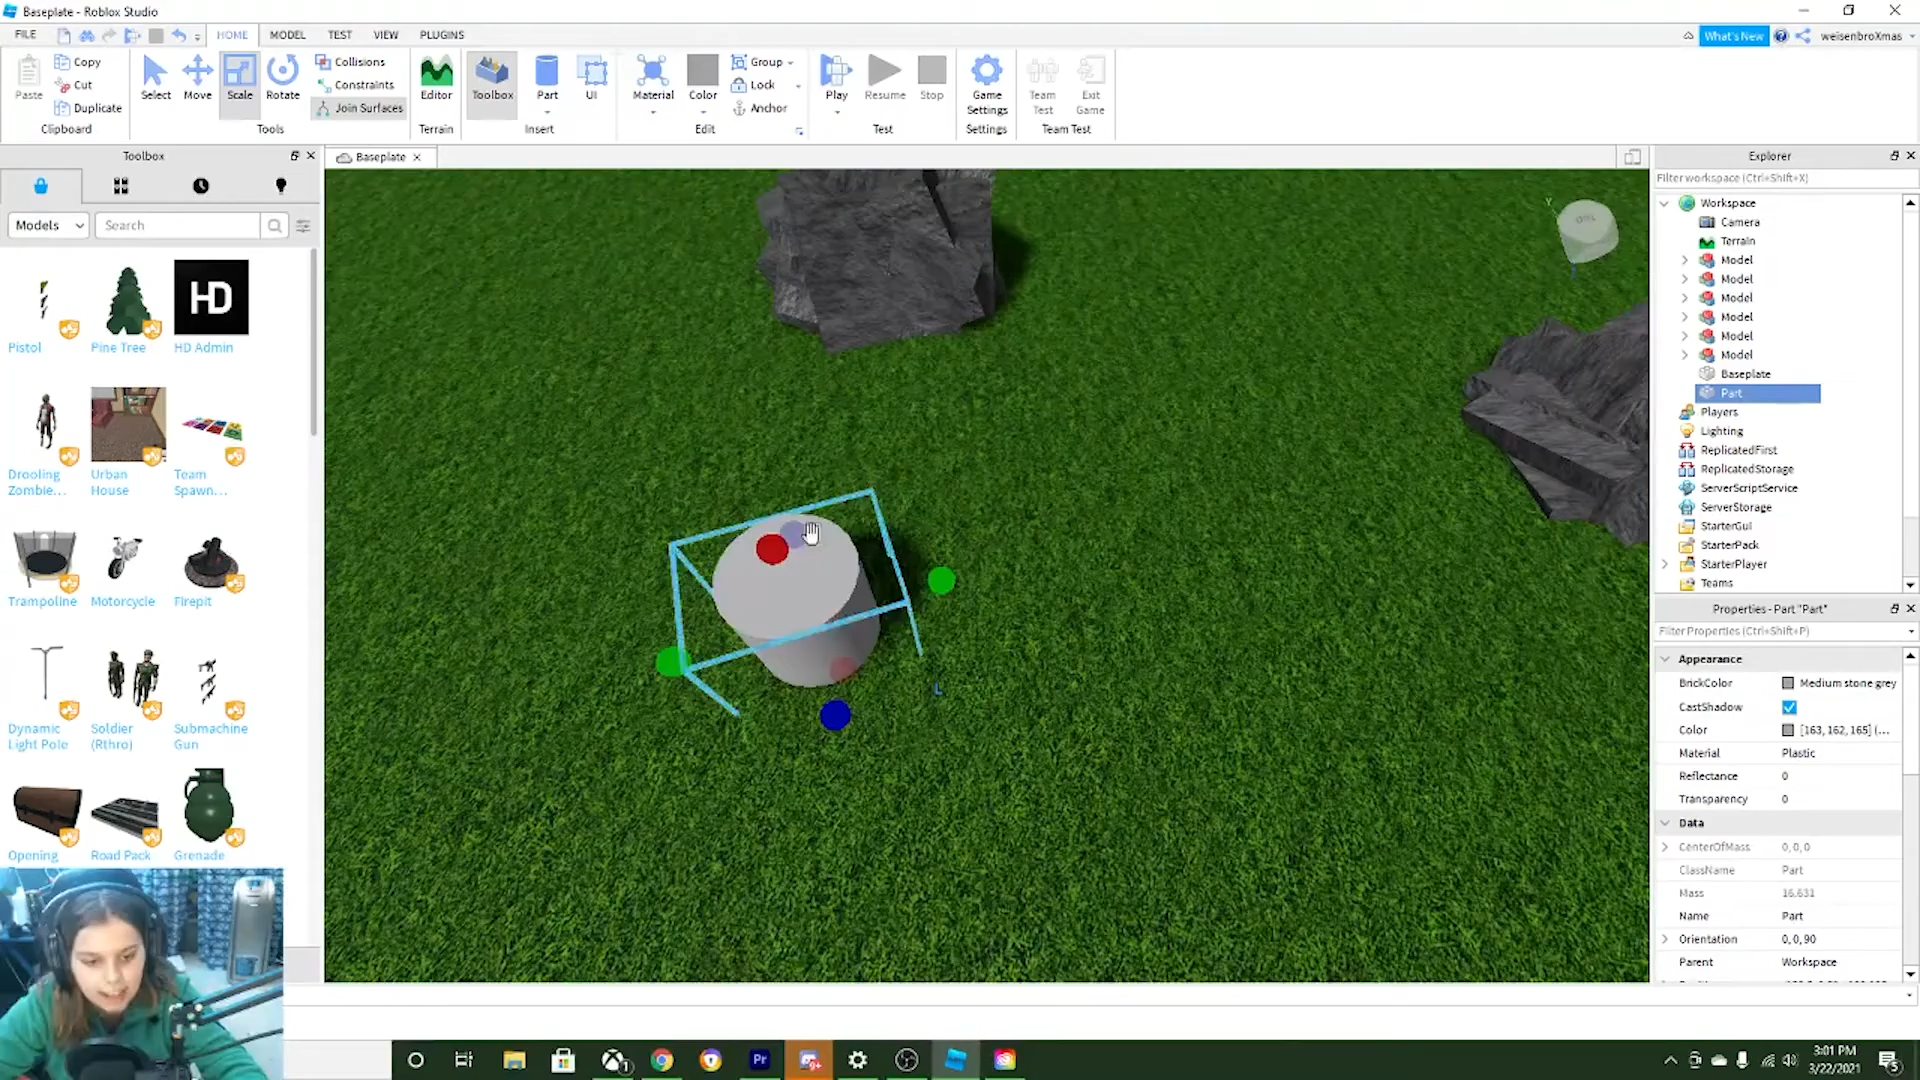 Baseplate - Roblox Studio
FILE HOME MODEL TEST VIEW PLUGINS What's New weisenbroXmas
Paste Copy Cut Duplicate Select Move Scale Rotate Collisions Constraints Join Surfaces Editor Toolbox Part UI Material Color Group Lock Anchor Play Resume Stop Game Settings Team Test Exit Game
Clipboard Tools Terrain Insert Edit Test Settings Team Test
Toolbox
Models Search
Pistol Pine Tree HD Admin
HD
Drooling Zombie... Urban House Team Spawn...
Trampoline Motorcycle Firepit
Dynamic Light Pole Soldier (Rthro) Submachine Gun
Opening Road Pack Grenade
Baseplate
Y
L
Explorer
Filter workspace (Ctrl+Shift+X)
Workspace
Camera
Terrain
Model
Model
Model
Model
Model
Model
Baseplate
Part
Players
Lighting
ReplicatedFirst
ReplicatedStorage
ServerScriptService
ServerStorage
StarterGui
StarterPack
StarterPlayer
Teams
Properties - Part "Part"
Filter Properties (Ctrl+Shift+P)
Appearance
BrickColor Medium stone grey
CastShadow
Color [163, 162, 165] (...
Material Plastic
Reflectance 0
Transparency 0
Data
CenterOfMass 0, 0, 0
ClassName Part
Mass 16.631
Name Part
Orientation 0, 0, 90
Parent Workspace
1 Pr 9+
3:01 PM
3/22/2021
5